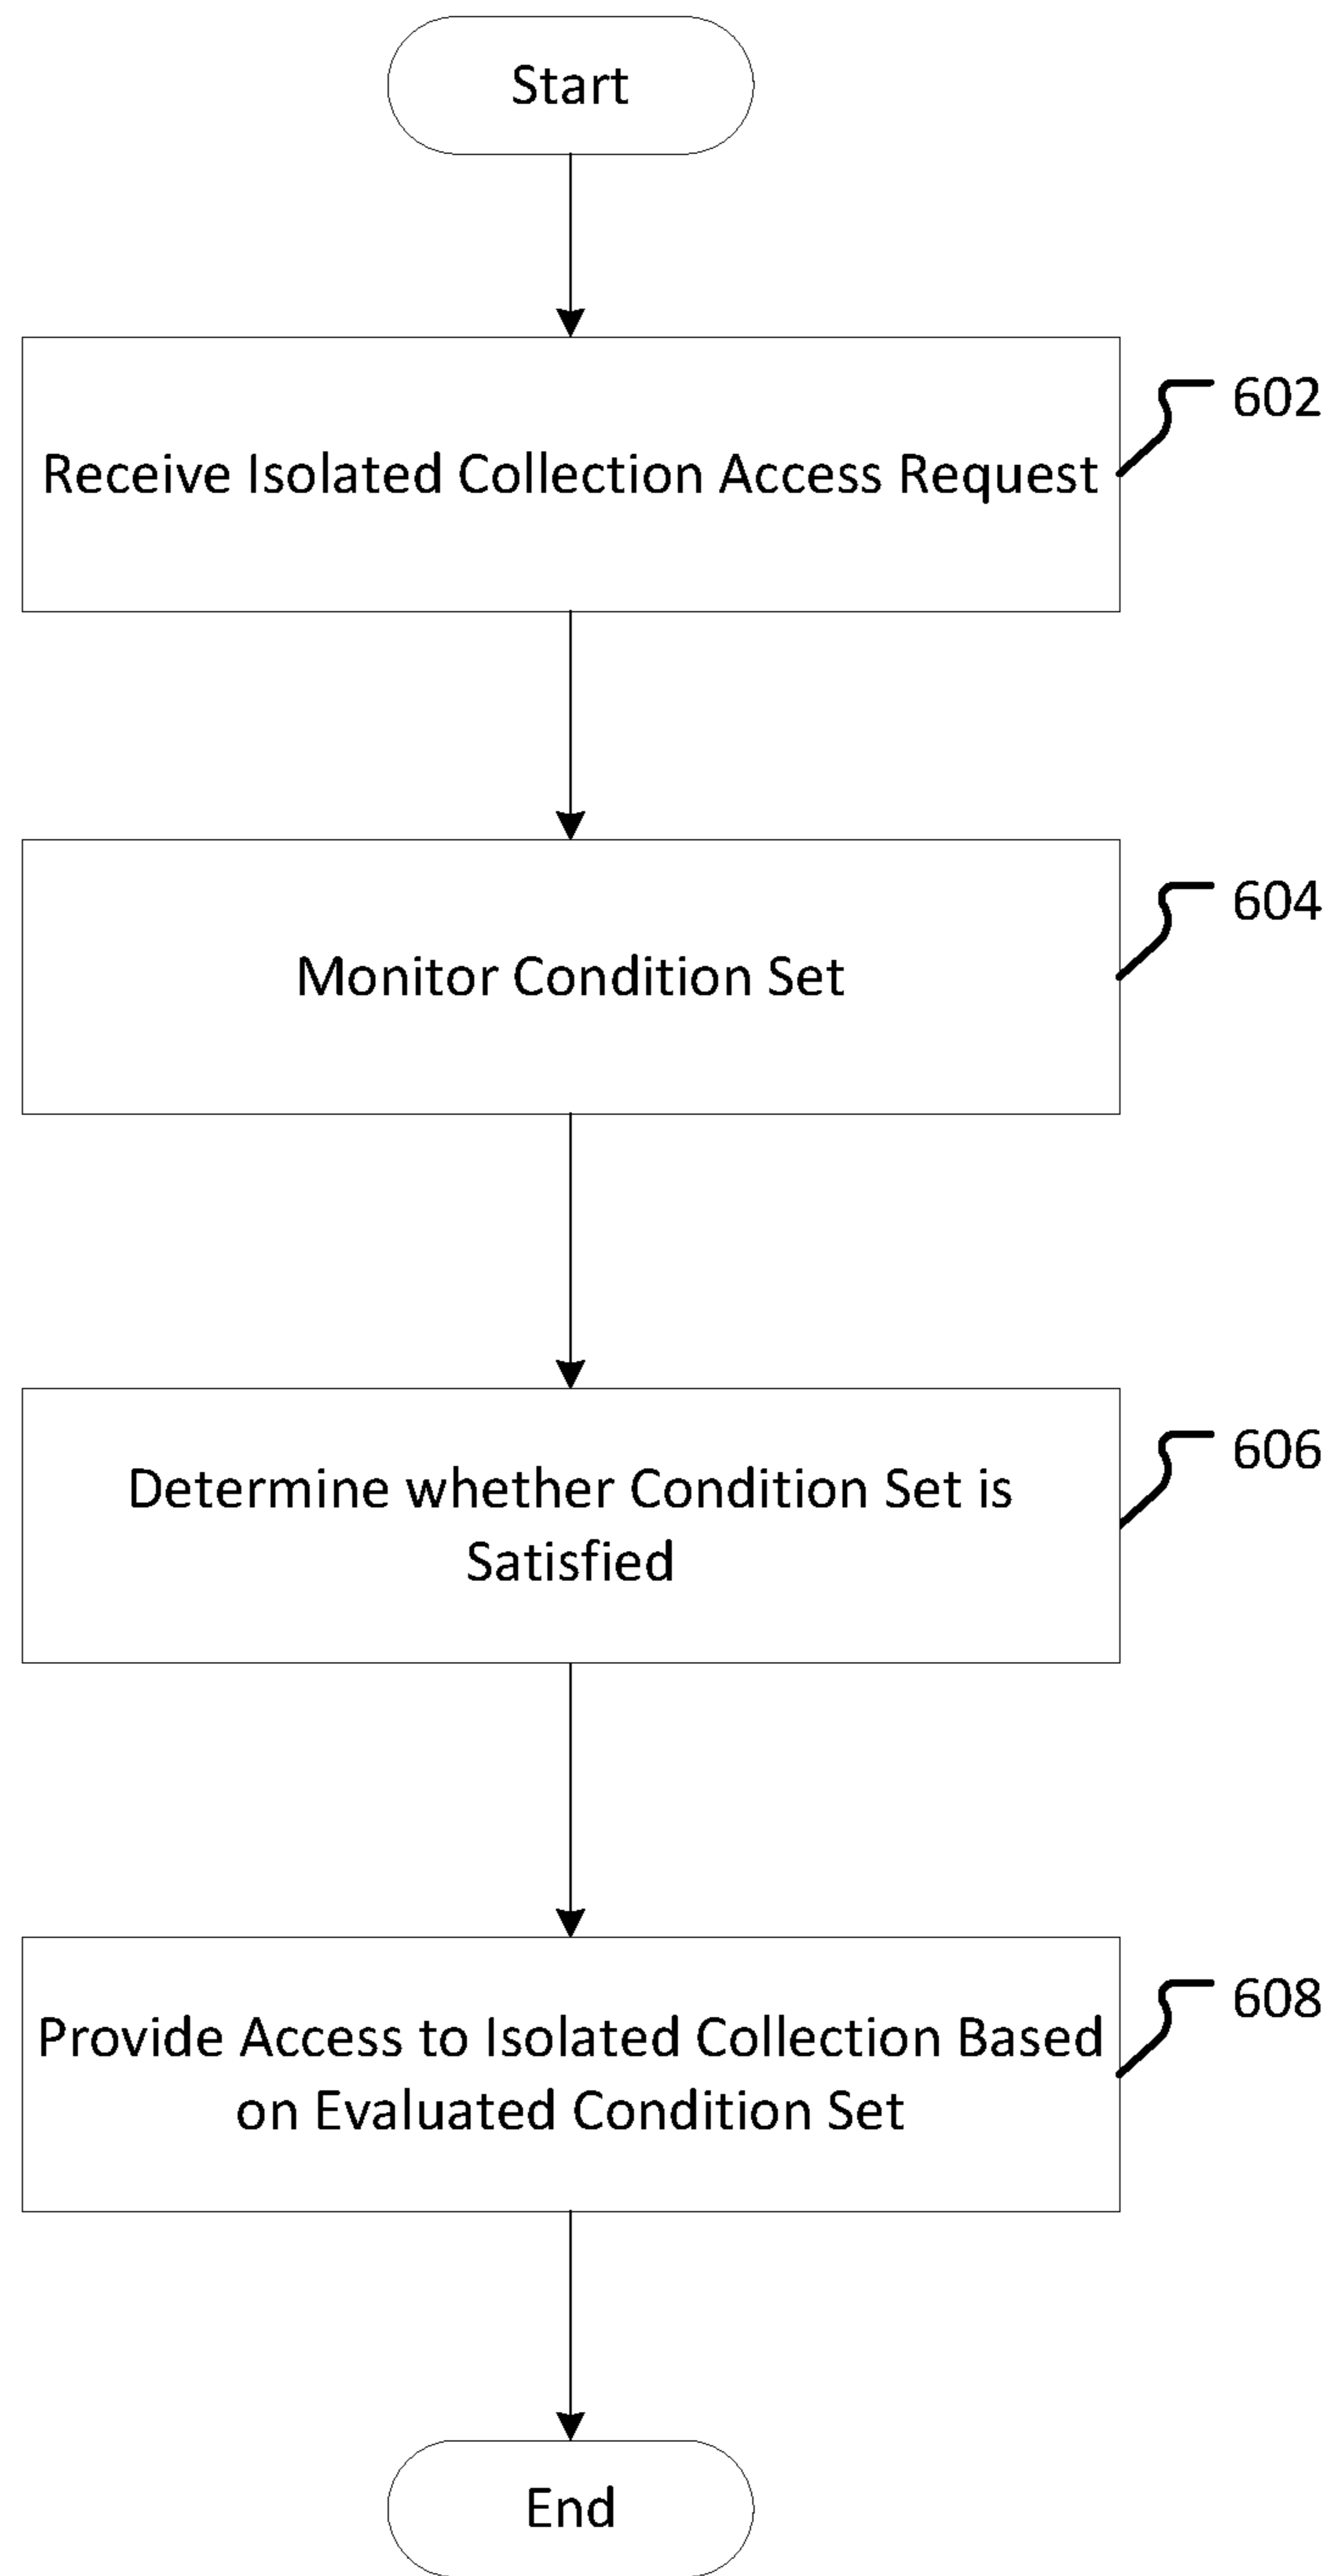 Start
602
Receive Isolated Collection Access Request
604
Monitor Condition Set
606
Determine whether Condition Set is
Satisfied
608
Provide Access to Isolated Collection Based
on Evaluated Condition Set
End